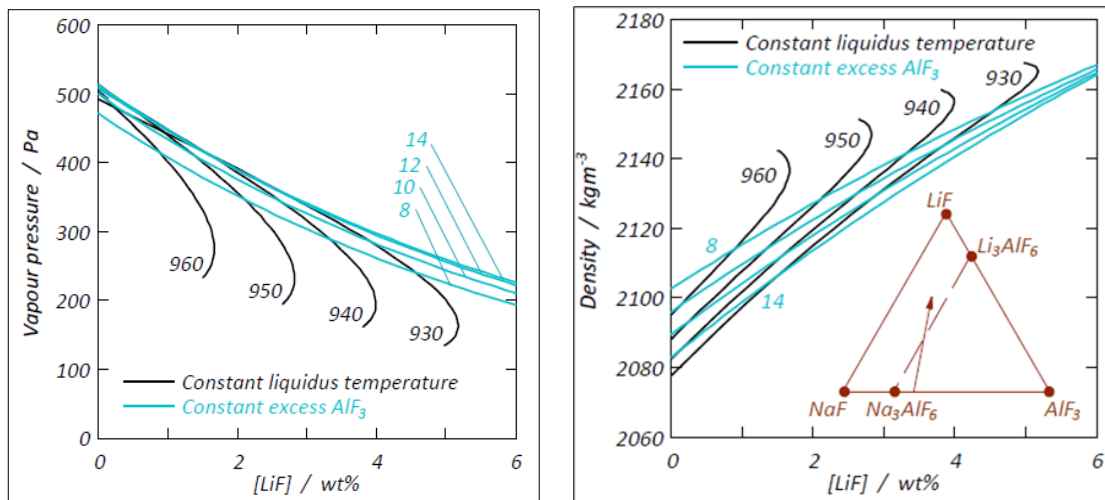 600
500
400
300
200
100
0
Vapour pressure / Pa
14
12
10
8
960
950
940
930
Constant liquidus temperature
Constant excess AlF₃
0
2
4
6
[LiF] / wt%
2180
2160
2140
2120
2100
2080
2060
Density / kgm⁻³
Constant liquidus temperature
Constant excess AlF₃
930
940
950
960
8
14
LiF
Li₃AlF₆
NaF
Na₃AlF₆
AlF₃
0
2
4
6
[LiF] / wt%